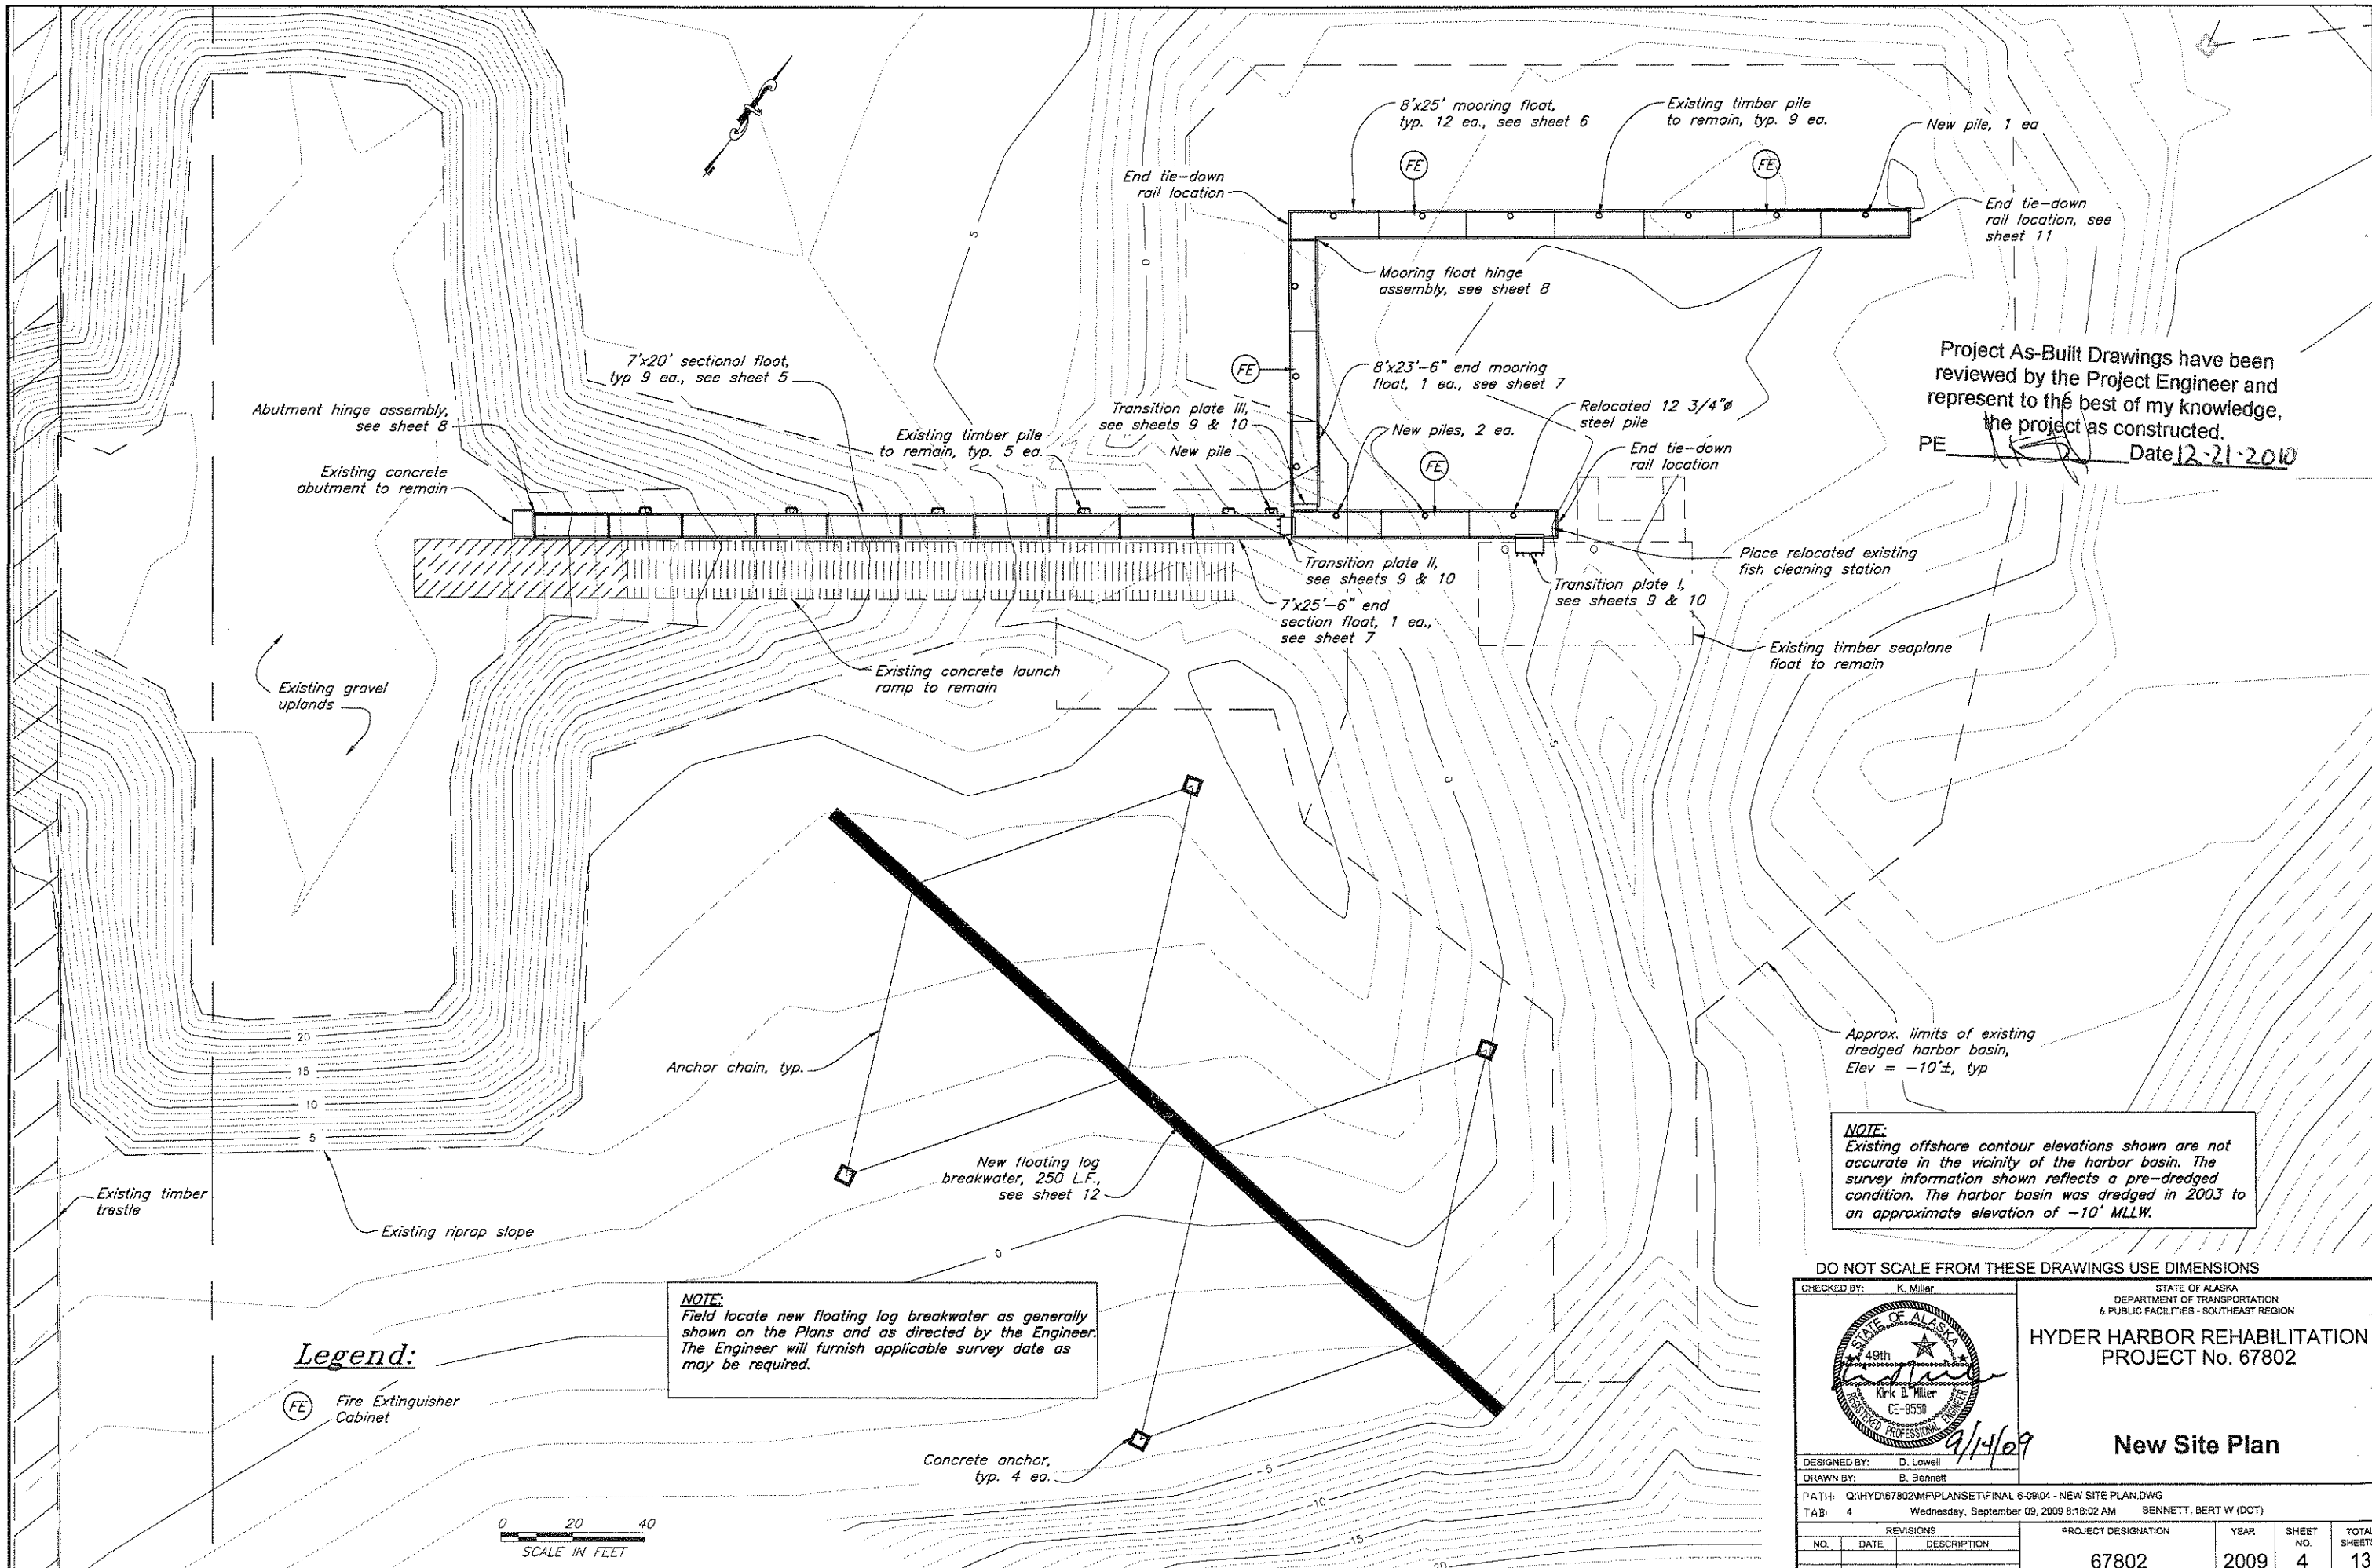 8'x25' mooring float,
typ. 12 ea., see sheet 6
Existing timber pile
to remain, typ. 9 ea.
New pile, 1 ea
FE
FE
End tie-down
rail location
End tie-down
rail location, see
sheet 11
5
0
Mooring float hinge
assembly, see sheet 8
Project As-Built Drawings have been
reviewed by the Project Engineer and
represent to the best of my knowledge,
the project as constructed.
PE Date 12-21-2010
7'x20' sectional float,
typ 9 ea., see sheet 5
FE
8'x23'-6" end mooring
float, 1 ea., see sheet 7
Abutment hinge assembly,
see sheet 8
Transition plate III,
see sheets 9 & 10
Relocated 12 3/4"ø
steel pile
Existing timber pile
to remain, typ. 5 ea.
New pile
New piles, 2 ea.
FE
End tie-down
rail location
Existing concrete
abutment to remain
Place relocated existing
fish cleaning station
Transition plate II,
see sheets 9 & 10
Transition plate I,
see sheets 9 & 10
7'x25'-6" end
section float, 1 ea.,
see sheet 7
Existing timber seaplane
float to remain
Existing concrete launch
ramp to remain
Existing gravel
uplands
-5
0
Anchor chain, typ.
20
15
10
5
Approx. limits of existing
dredged harbor basin,
Elev = -10'±, typ
New floating log
breakwater, 250 L.F.,
see sheet 12
NOTE:
Existing offshore contour elevations shown are not
accurate in the vicinity of the harbor basin. The
survey information shown reflects a pre-dredged
condition. The harbor basin was dredged in 2003 to
an approximate elevation of -10' MLLW.
Existing timber
trestle
Existing riprap slope
0
NOTE:
Field locate new floating log breakwater as generally
shown on the Plans and as directed by the Engineer.
The Engineer will furnish applicable survey date as
may be required.
Legend:
FE Fire Extinguisher
Cabinet
Concrete anchor,
typ. 4 ea.
-5
-10
-15
-20
0 20 40
SCALE IN FEET
DO NOT SCALE FROM THESE DRAWINGS USE DIMENSIONS
CHECKED BY: K. Miller
STATE OF ALASKA
49th
Kirk D. Miller
CE-8550
REGISTERED PROFESSIONAL ENGINEER
9/14/09
DESIGNED BY: D. Lowell
DRAWN BY: B. Bennett
STATE OF ALASKA
DEPARTMENT OF TRANSPORTATION
& PUBLIC FACILITIES - SOUTHEAST REGION
HYDER HARBOR REHABILITATION
PROJECT No. 67802
New Site Plan
PATH: Q:\HYD\67802\MF\PLANSET\FINAL 6-09\04 - NEW SITE PLAN.DWG
TAB: 4 Wednesday, September 09, 2009 8:18:02 AM BENNETT, BERT W (DOT)
REVISIONS
NO. DATE DESCRIPTION
PROJECT DESIGNATION YEAR SHEET NO. TOTAL SHEETS
67802 2009 4 13